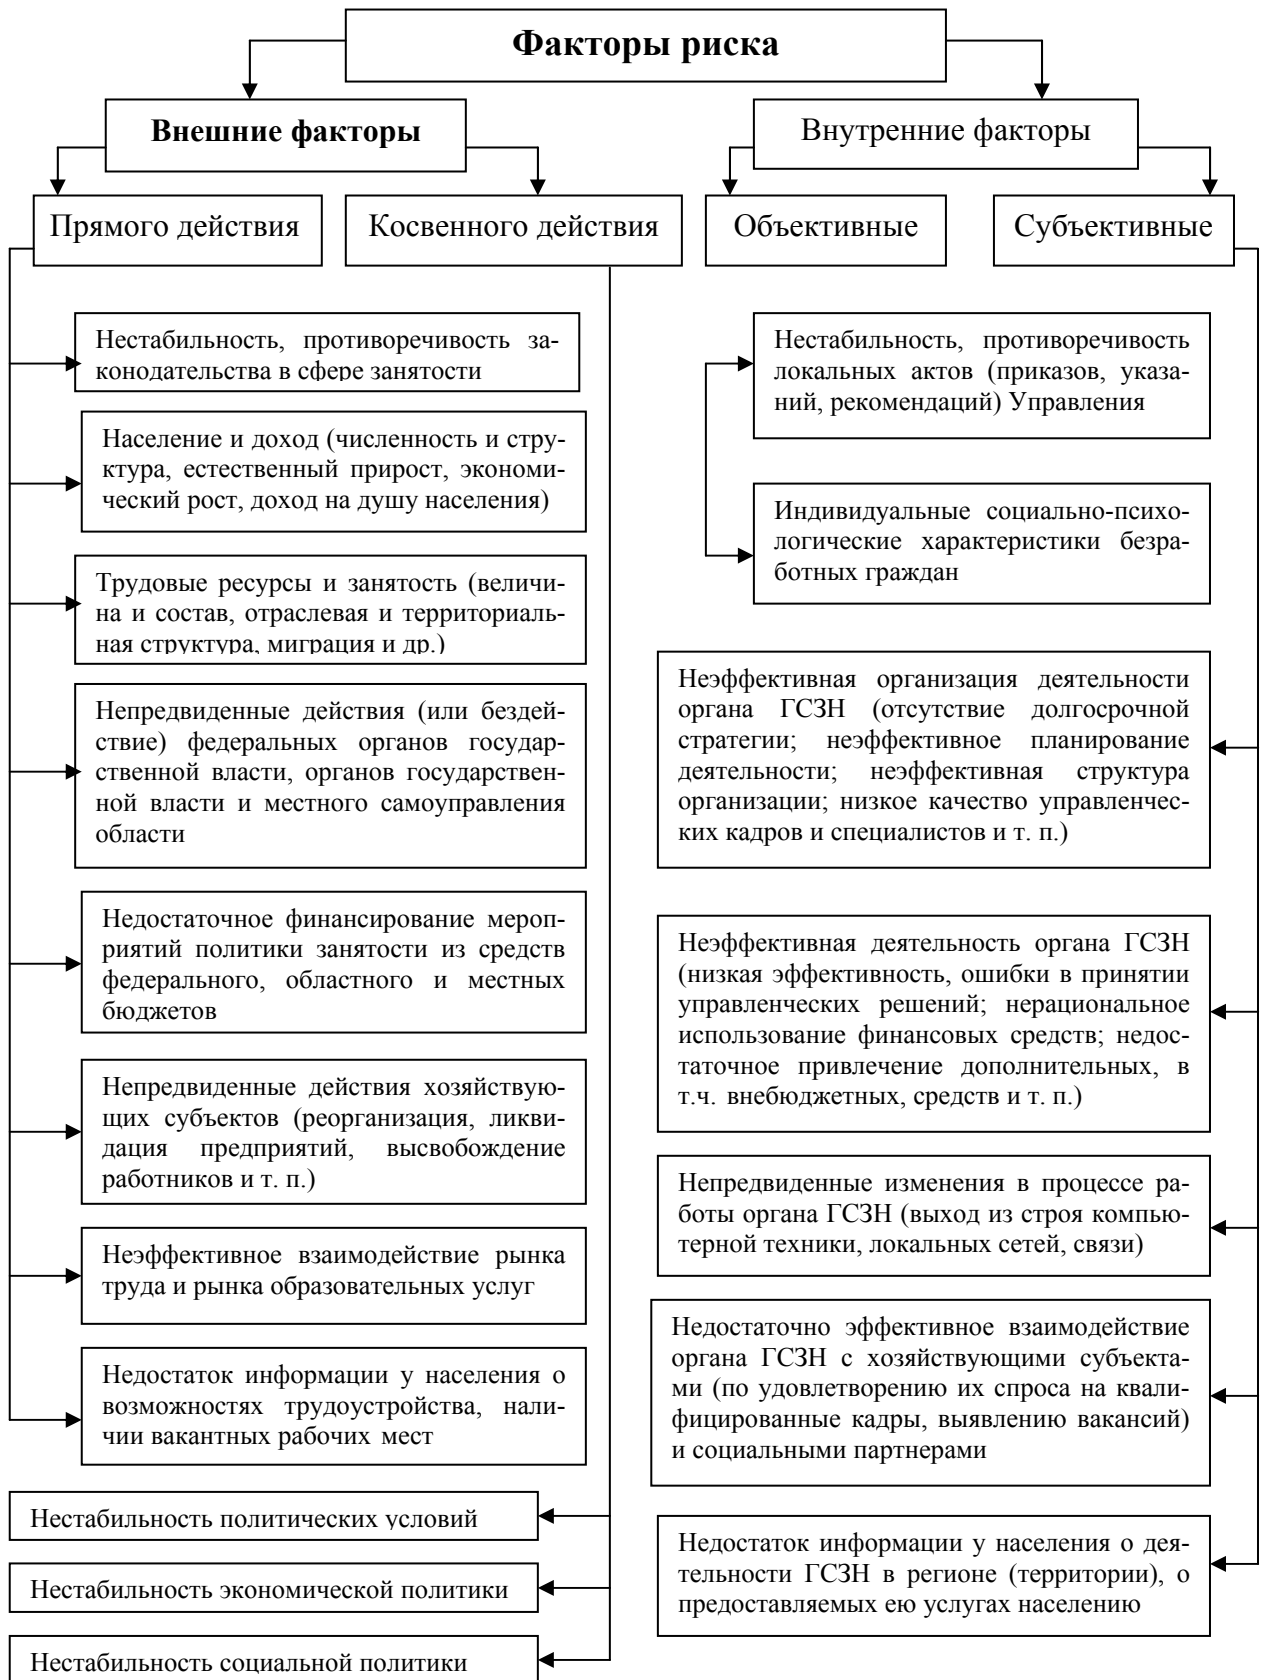 Факторы риска
Внешние факторы
Внутренние факторы
Прямого действия
Косвенного действия
Объективные
Субъективные
Нестабильность, противоречивость за-
конодательства в сфере занятости
Население и доход (численность и стру-
ктура, естественный прирост, экономи-
ческий рост, доход на душу населения)
Трудовые ресурсы и занятость (величи-
на и состав, отраслевая и территориаль-
ная структура, миграция и др.)
Непредвиденные действия (или бездей-
ствие) федеральных органов государ-
ственной власти, органов государствен-
ной власти и местного самоуправления
области
Недостаточное финансирование мероп-
риятий политики занятости из средств
федерального, областного и местных
бюджетов
Непредвиденные действия хозяйствую-
щих субъектов (реорганизация, ликви-
дация предприятий, высвобождение
работников и т. п.)
Неэффективное взаимодействие рынка
труда и рынка образовательных услуг
Недостаток информации у населения о
возможностях трудоустройства, нали-
чии вакантных рабочих мест
Нестабильность политических условий
Нестабильность экономической политики
Нестабильность социальной политики
Нестабильность, противоречивость
локальных актов (приказов, указа-
ний, рекомендаций) Управления
Индивидуальные социально-психо-
логические характеристики безра-
ботных граждан
Неэффективная организация деятельности
органа ГСЗН (отсутствие долгосрочной
стратегии; неэффективное планирование
деятельности; неэффективная структура
организации; низкое качество управленчес-
ких кадров и специалистов и т. п.)
Неэффективная деятельность органа ГСЗН
(низкая эффективность, ошибки в принятии
управленческих решений; нерациональное
использование финансовых средств; недос-
таточное привлечение дополнительных, в
т.ч. внебюджетных, средств и т. п.)
Непредвиденные изменения в процессе ра-
боты органа ГСЗН (выход из строя компью-
терной техники, локальных сетей, связи)
Недостаточно эффективное взаимодействие
органа ГСЗН с хозяйствующими субъекта-
ми (по удовлетворению их спроса на квали-
фицированные кадры, выявлению вакансий)
и социальными партнерами
Недостаток информации у населения о дея-
тельности ГСЗН в регионе (территории), о
предоставляемых ею услугах населению